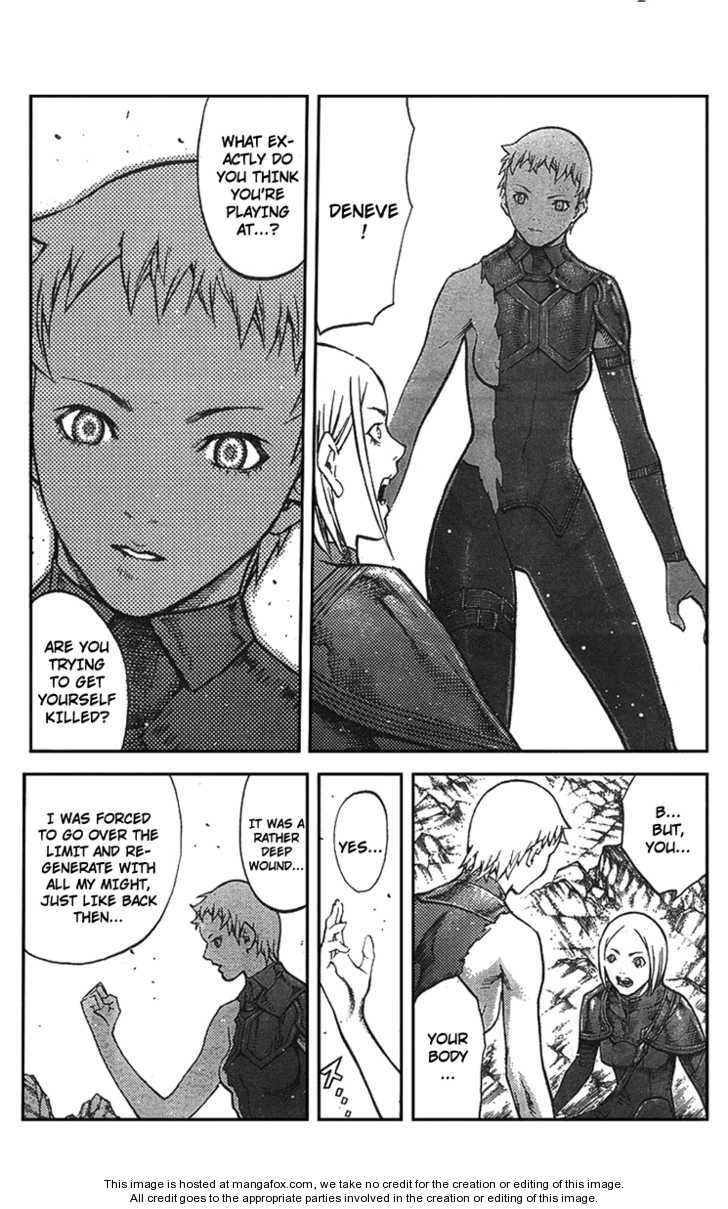 DENEVE
!
WHAT EX-
ACTLY DO
YOU THINK
YOU'RE
PLAYING
AT...?
ARE YOU
TRYING
TO GET
YOURSELF
KILLED?
B...
BUT,
YOU...
YOUR
BODY
...
YES...
IT WAS A
RATHER
DEEP
WOUND...
I WAS FORCED
TO GO OVER THE
LIMIT AND RE-
GENERATE WITH
ALL MY MIGHT,
JUST LIKE BACK
THEN...
This image is hosted at mangafox.com, we take no credit for the creation or editing of this image.
All credit goes to the appropriate parties involved in the creation or editing of this image.